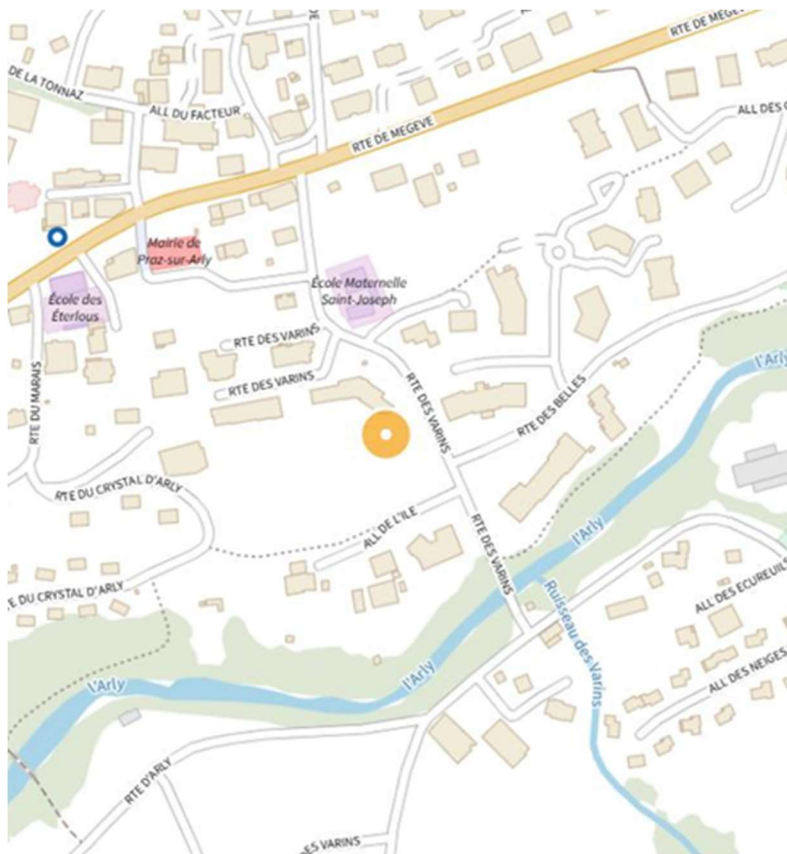 RTE DE MEGEV
DE LA TONNAZ
ALL DU FACTEUR
ALL DES
RTE DE MEGEVE
Mairie de
Praz-sur-Arly
École Maternelle
Saint-Joseph
École des
Éterlous
RTE DES VARINS
RTE DES VARINS
RTE DU MARAIS
RTE DES VARINS
RTE DES BELLES
l'Arly
RTE DU CRYSTAL D'ARLY
ALL DE L'ILE
RTE DES VARINS
l'Arly
E DU CRYSTAL D'ARLY
ALL DES ECUREUILS
Ruisseau des Varins
l'Arly
l'Arly
ALL DES NEIGES
RTE D'ARLY
ES VARINS